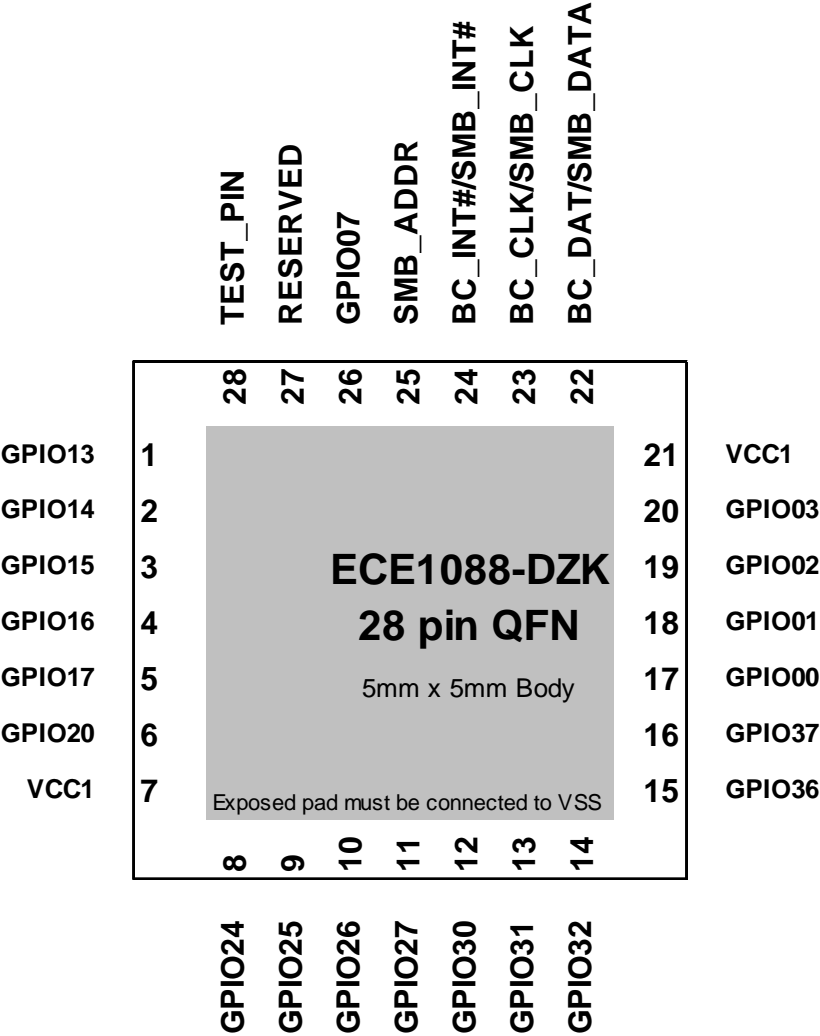 TEST_PIN
RESERVED
GPIO07
SMB_ADDR
BC_INT#/SMB_INT#
BC_CLK/SMB_CLK
BC_DAT/SMB_DATA
28 27 26 25 24 23 22
GPIO13 1
GPIO14 2
GPIO15 3
GPIO16 4
GPIO17 5
GPIO20 6
VCC1 7
ECE1088-DZK
28 pin QFN
5mm x 5mm Body
Exposed pad must be connected to VSS
21 VCC1
20 GPIO03
19 GPIO02
18 GPIO01
17 GPIO00
16 GPIO37
15 GPIO36
8 9 10 11 12 13 14
GPIO24
GPIO25
GPIO26
GPIO27
GPIO30
GPIO31
GPIO32